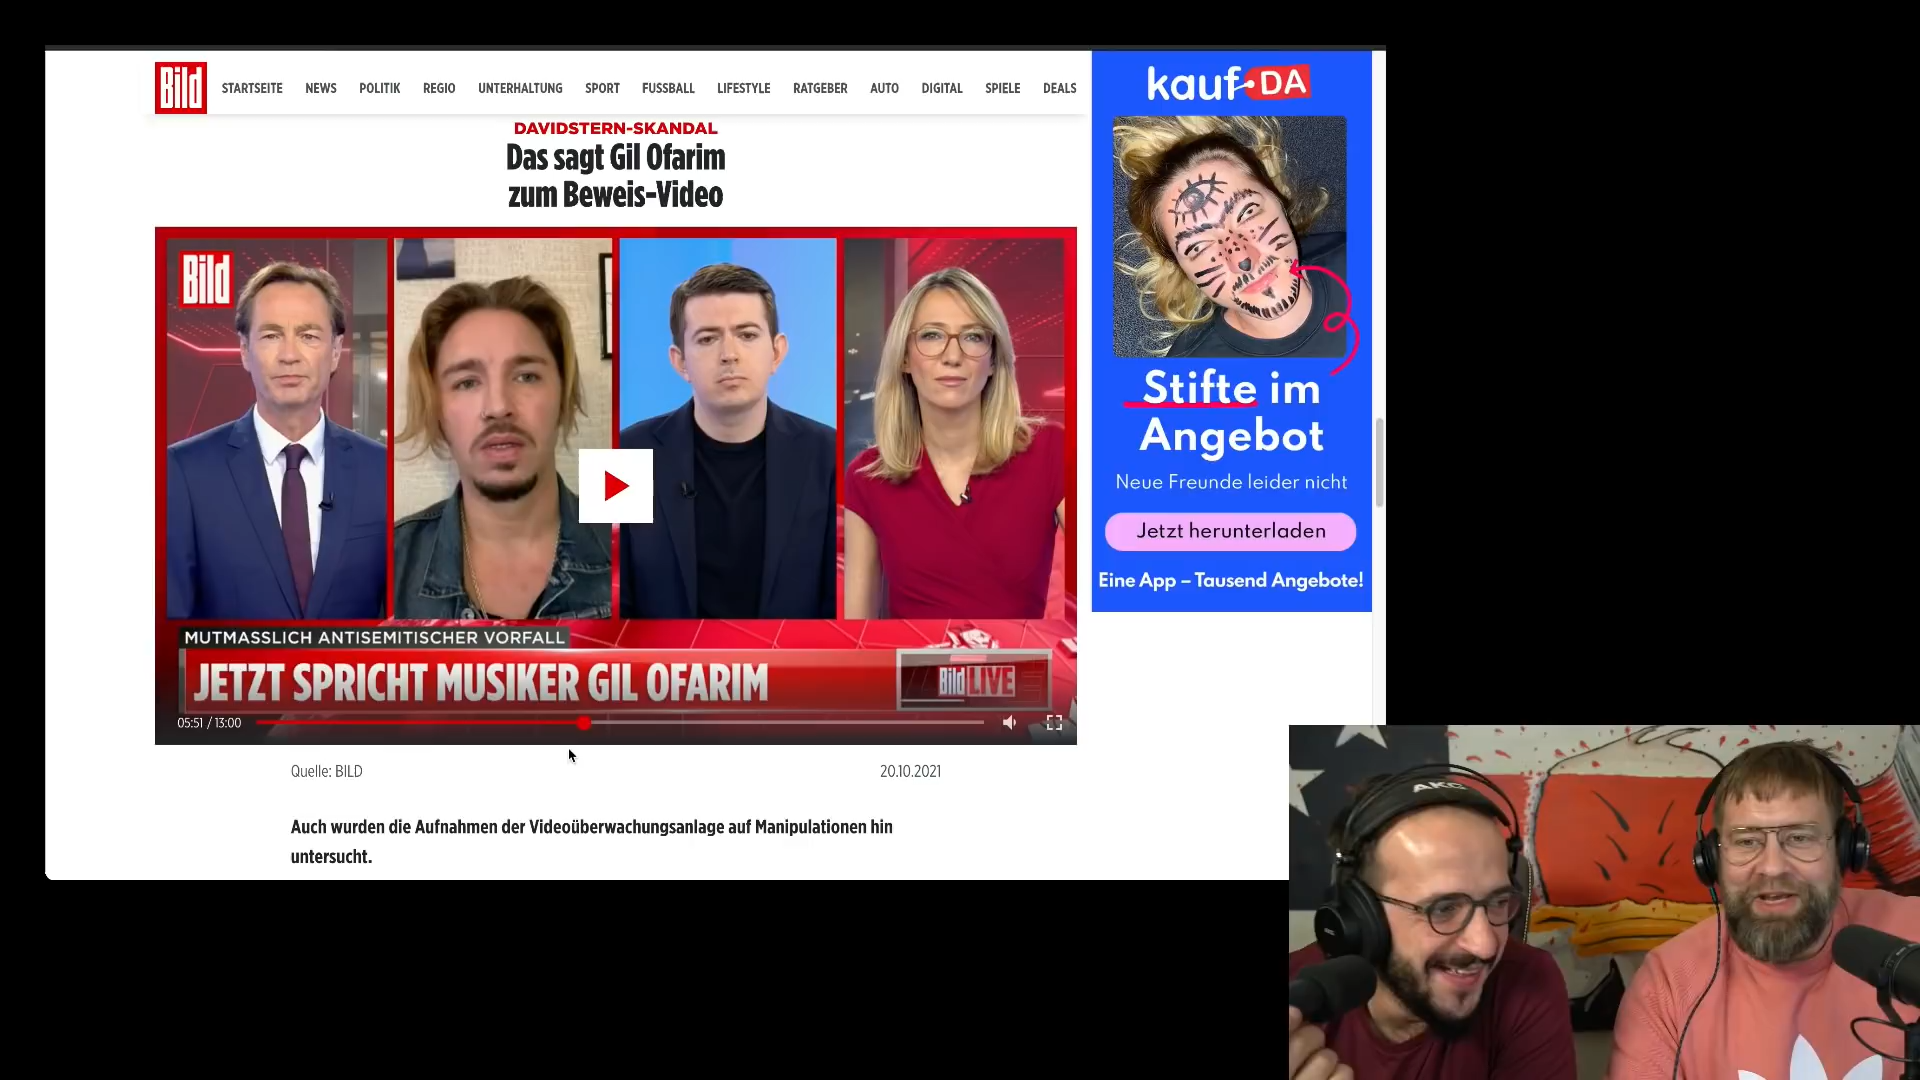 Bild
STARTSEITE NEWS POLITIK REGIO UNTERHALTUNG SPORT FUSSBALL LIFESTYLE RATGEBER AUTO DIGITAL SPIELE DEALS
DAVIDSTERN-SKANDAL
Das sagt Gil Ofarim
zum Beweis-Video
Bild
MUTMASSLICH ANTISEMITISCHER VORFALL
JETZT SPRICHT MUSIKER GIL OFARIM
Bild LIVE
05:51 / 13:00
Quelle: BILD
20.10.2021
Auch wurden die Aufnahmen der Videoüberwachungsanlage auf Manipulationen hin
untersucht.
kaufDA
Stifte im
Angebot
Neue Freunde leider nicht
Jetzt herunterladen
Eine App – Tausend Angebote!
AKG